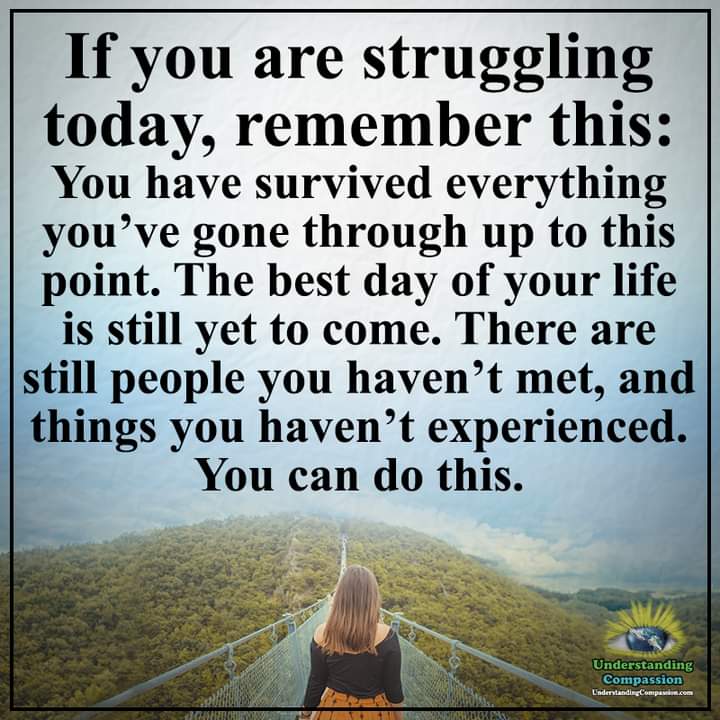 If you are struggling
today, remember this:
You have survived everything
you’ve gone through up to this
point. The best day of your life
is still yet to come. There are
still people you haven’t met, and
things you haven’t experienced.
You can do this.
Understanding
Compassion
UnderstandingCompassion.com